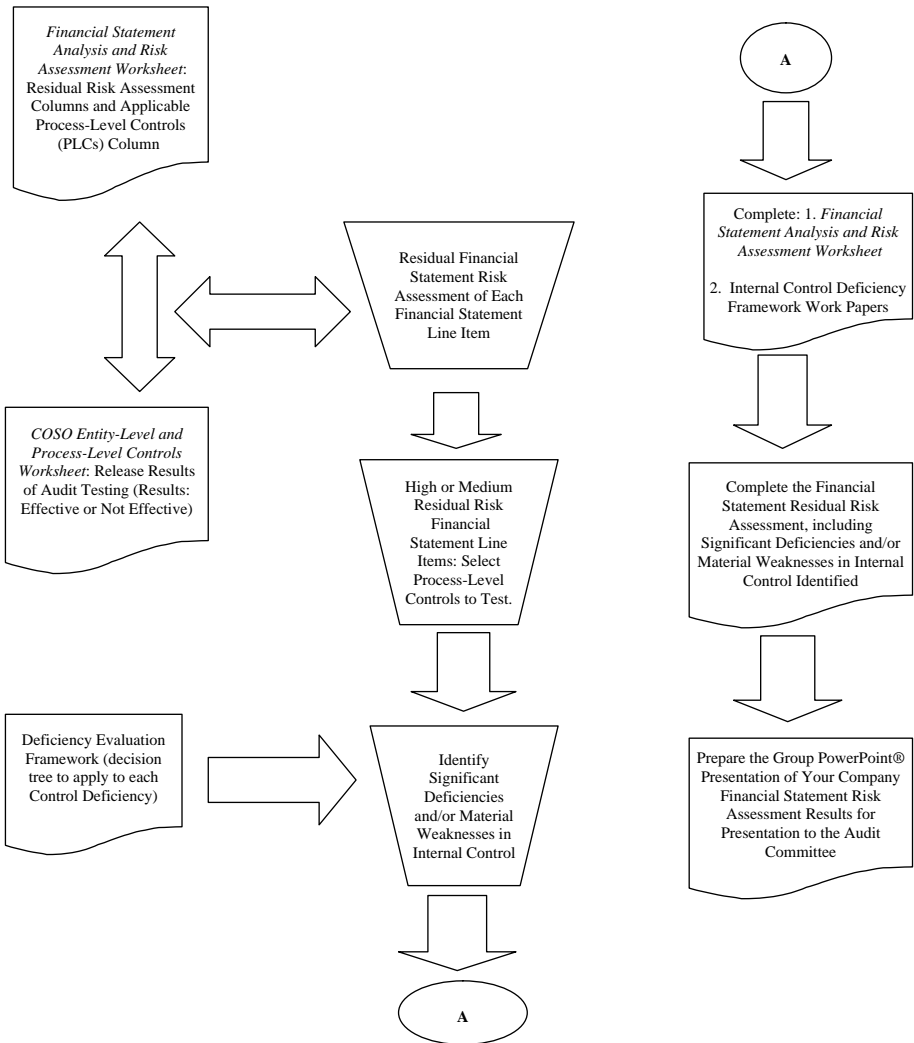 Financial Statement
Analysis and Risk
Assessment Worksheet:
Residual Risk Assessment
Columns and Applicable
Process-Level Controls
(PLCs) Column
Residual Financial
Statement Risk
Assessment of Each
Financial Statement
Line Item
COSO Entity-Level and
Process-Level Controls
Worksheet: Release Results
of Audit Testing (Results:
Effective or Not Effective)
High or Medium
Residual Risk
Financial
Statement Line
Items: Select
Process-Level
Controls to Test.
Deficiency Evaluation
Framework (decision
tree to apply to each
Control Deficiency)
Identify
Significant
Deficiencies
and/or Material
Weaknesses in
Internal Control
A
A
Complete: 1. Financial
Statement Analysis and Risk
Assessment Worksheet
2. Internal Control Deficiency
Framework Work Papers
Complete the Financial
Statement Residual Risk
Assessment, including
Significant Deficiencies and/or
Material Weaknesses in Internal
Control Identified
Prepare the Group PowerPoint®
Presentation of Your Company
Financial Statement Risk
Assessment Results for
Presentation to the Audit
Committee